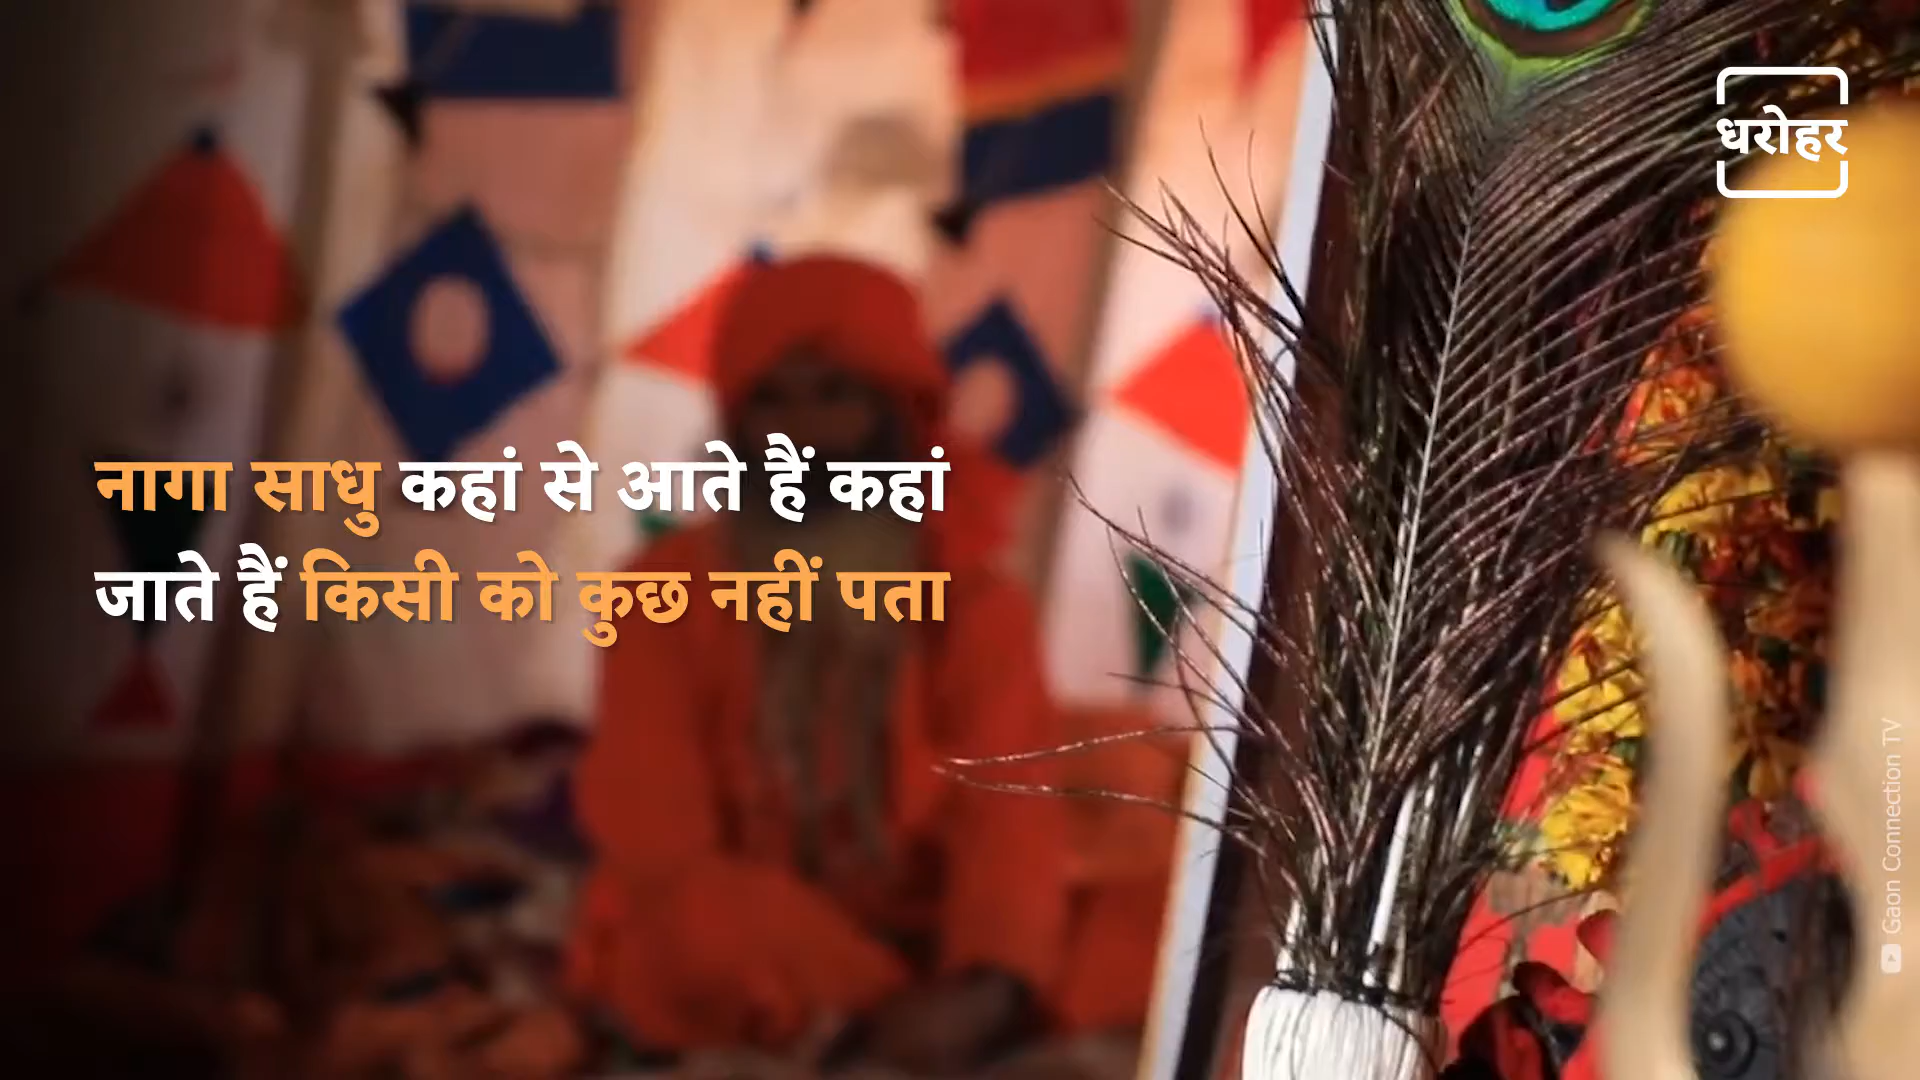 धरोहर
नागा साधु कहां से आते हैं कहां
जाते हैं किसी को कुछ नहीं पता
Gaon Connection TV